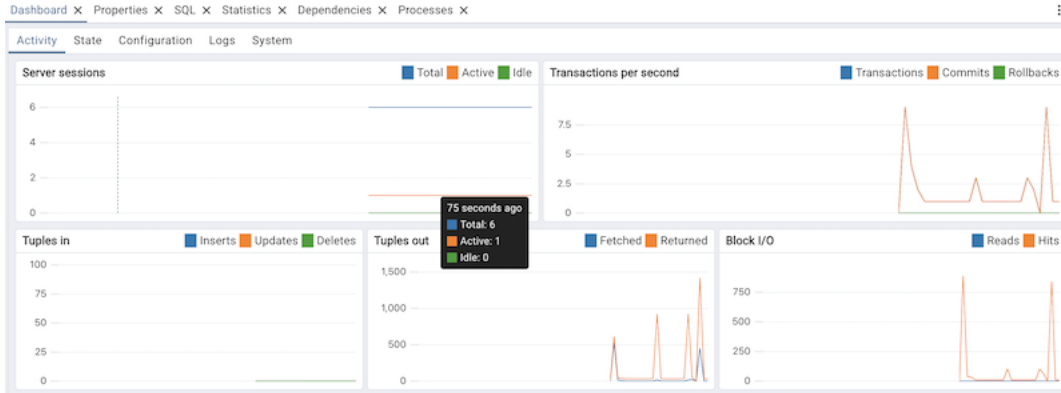 Dashboard X Properties X SQL X Statistics X Dependencies X Processes X
Activity State Configuration Logs System
Server sessions Total Active Idle
6
4
2
0
75 seconds ago
Total: 6
Active: 1
Idle: 0
Transactions per second Transactions Commits Rollbacks
7.5
5
2.5
0
Tuples in Inserts Updates Deletes
100
75
50
25
0
Tuples out Fetched Returned
1,500
1,000
500
0
Block I/O Reads Hits
750
500
250
0